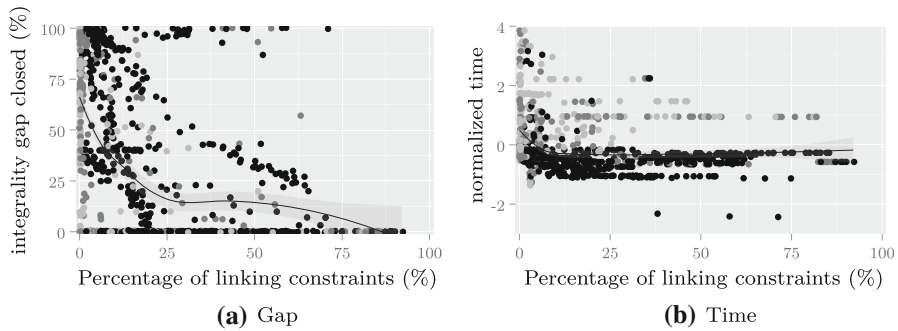 integrality gap closed (%)
100
75
50
25
0
0 25 50 75 100
Percentage of linking constraints (%)
(a) Gap
normalized time
4
2
0
-2
0 25 50 75 100
Percentage of linking constraints (%)
(b) Time